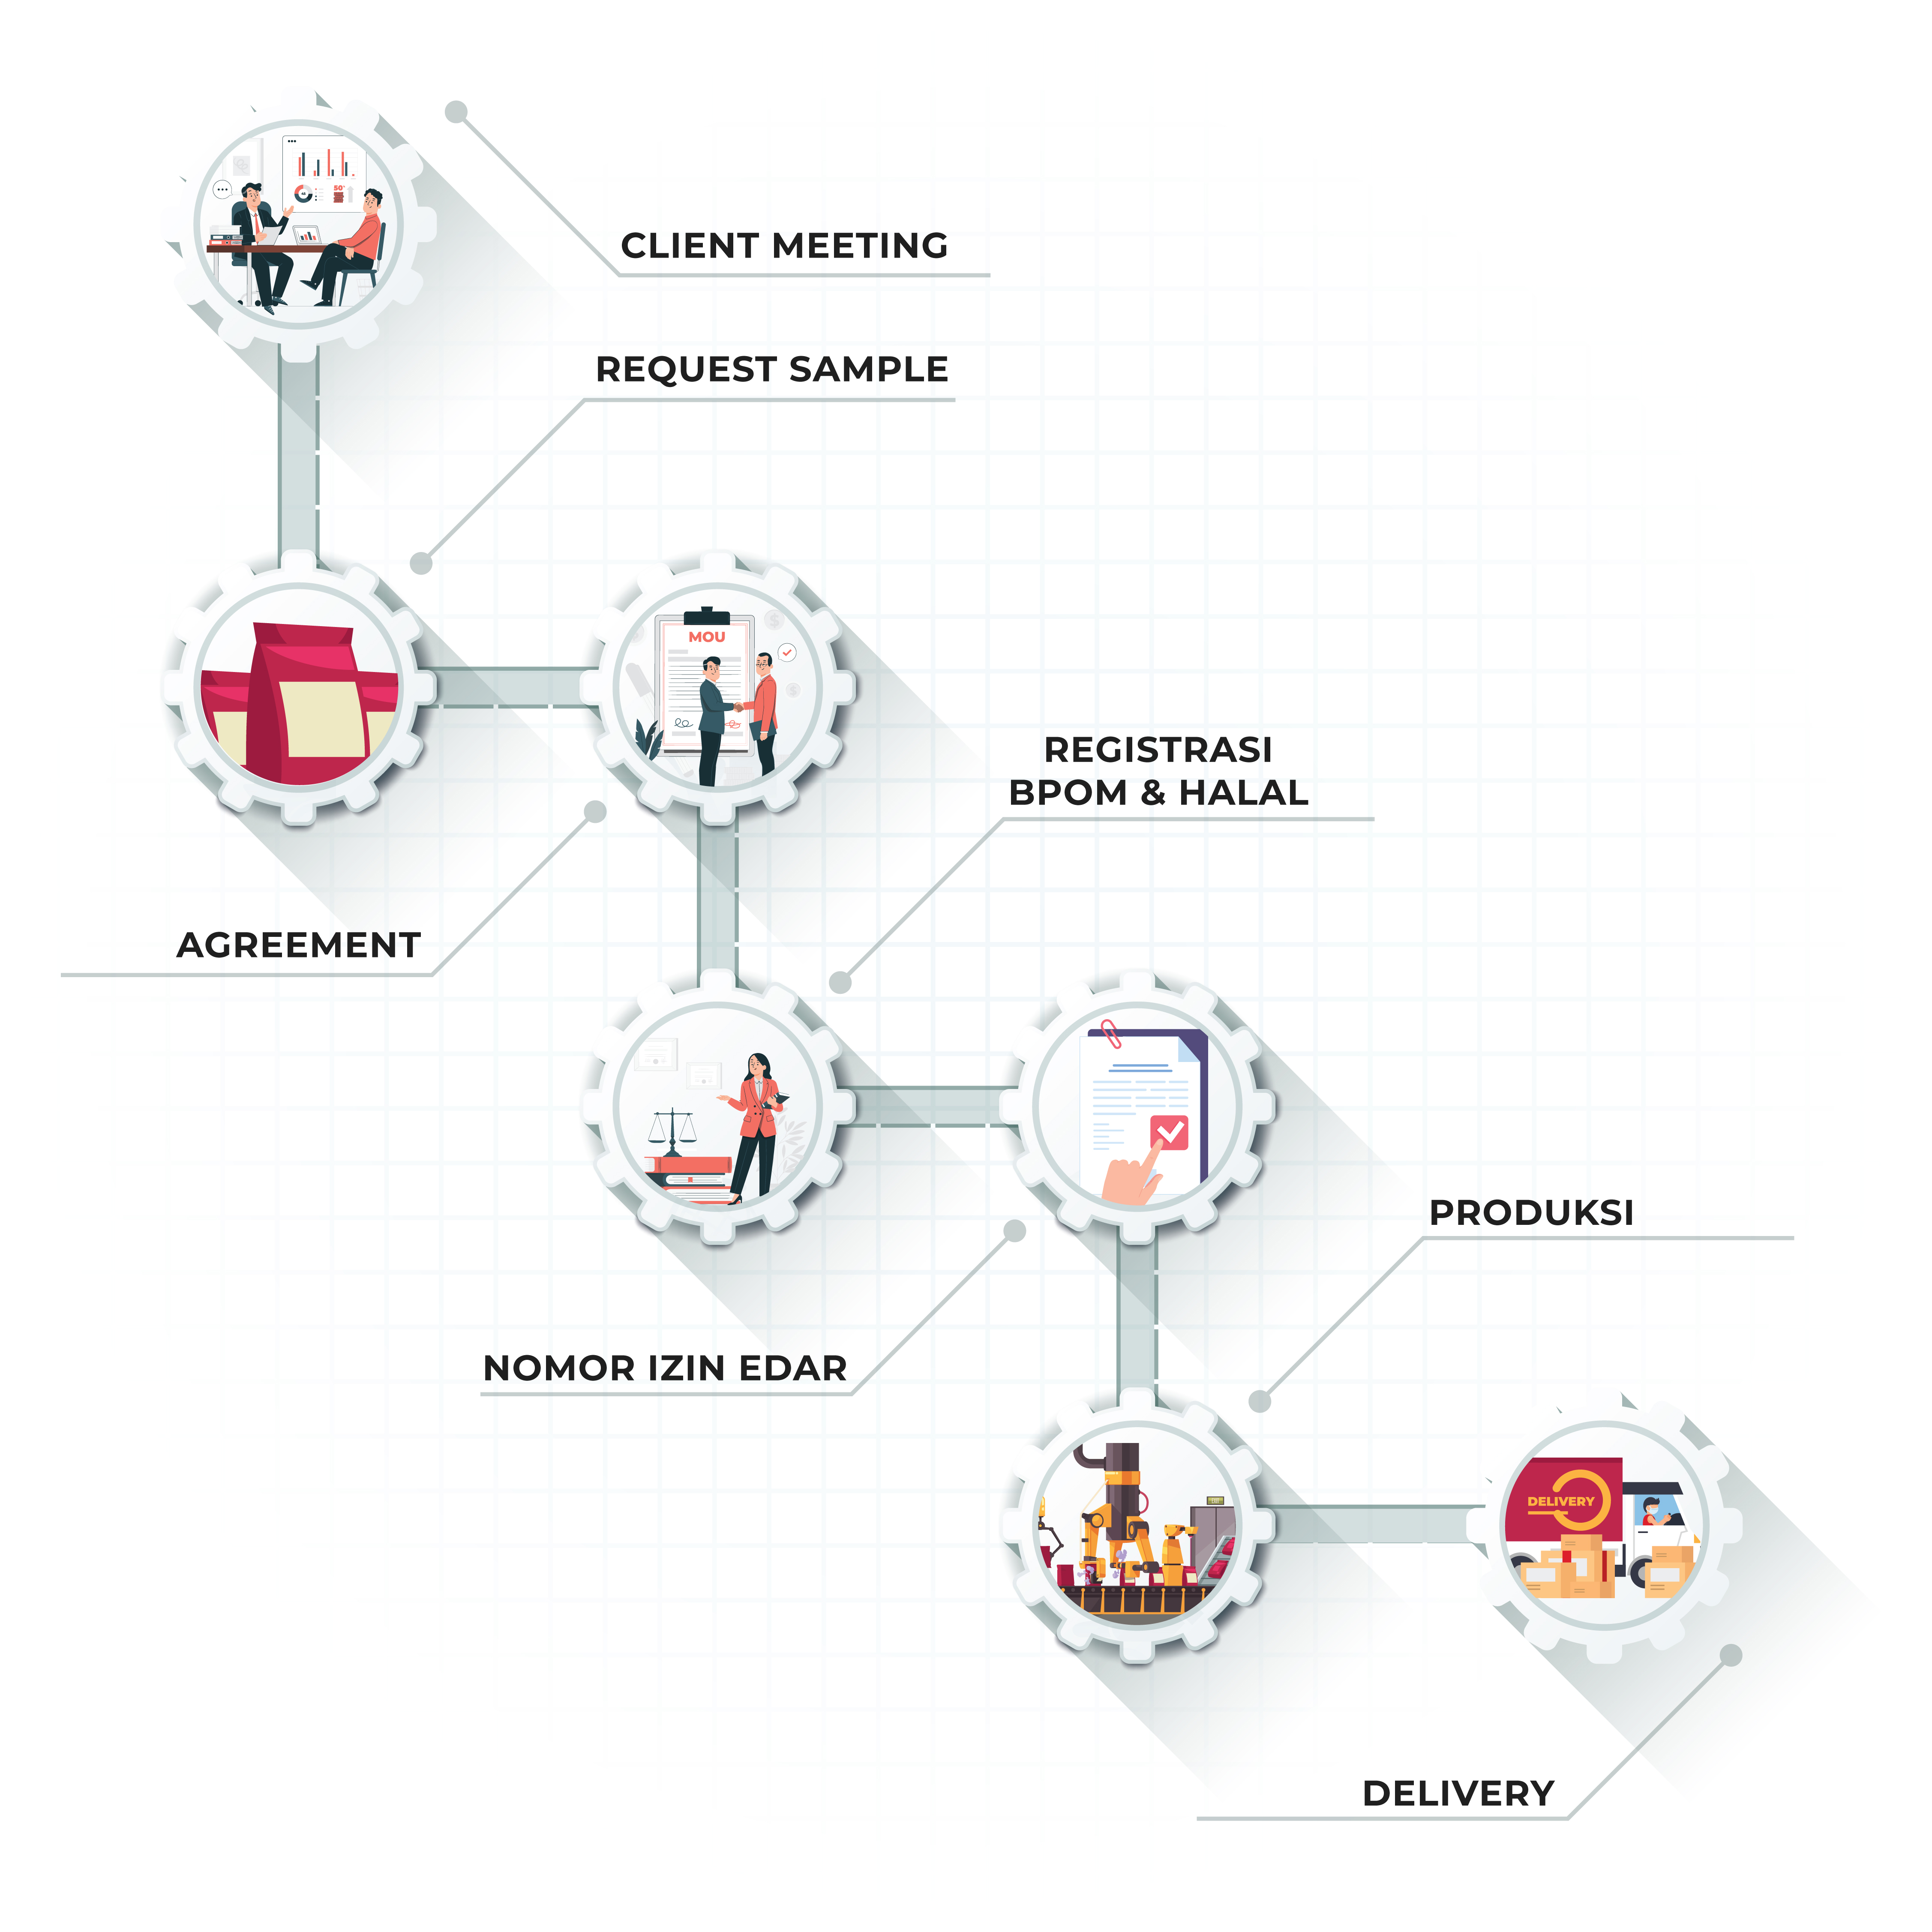 CLIENT MEETING
REQUEST SAMPLE
MOU
REGISTRASI
BPOM & HALAL
AGREEMENT
PRODUKSI
NOMOR IZIN EDAR
DELIVERY
DELIVERY